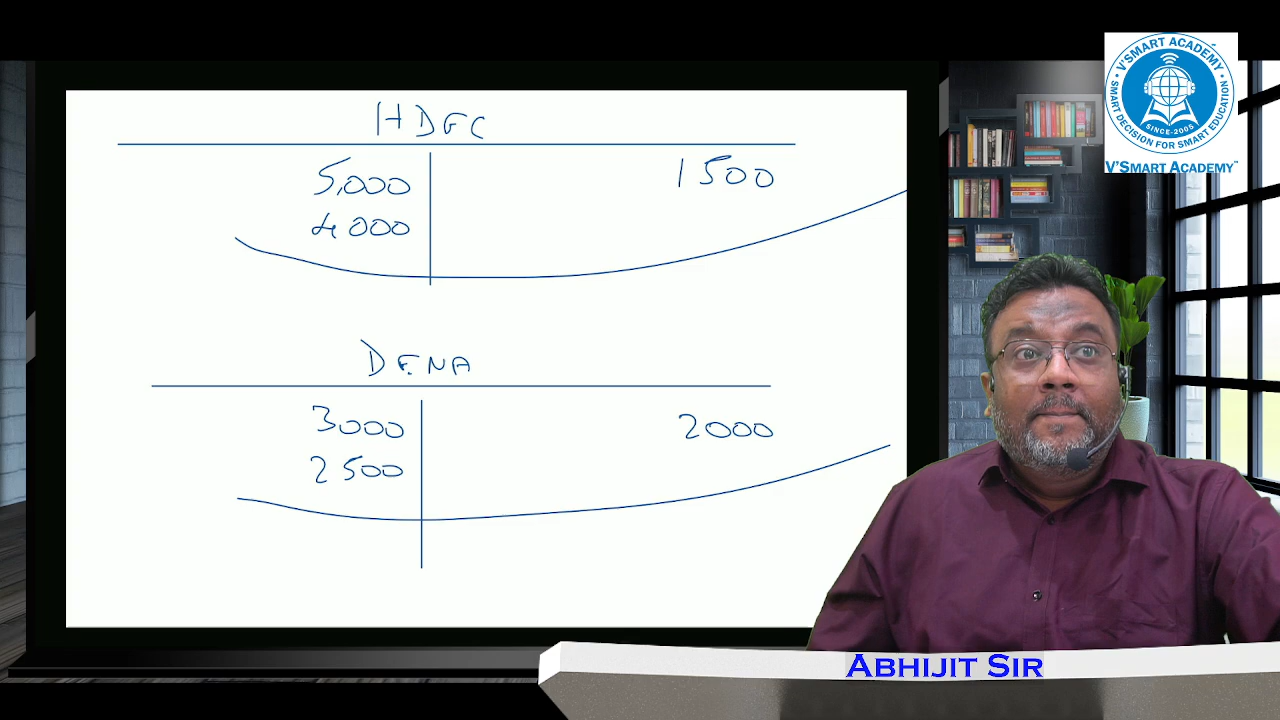 HDFC
5,000 1500
4000
DENA
3000 2000
2500
V'SMART ACADEMY
SMART DECISION FOR SMART EDUCATION
SINCE-2005
V'SMART ACADEMY™
ABHIJIT SIR